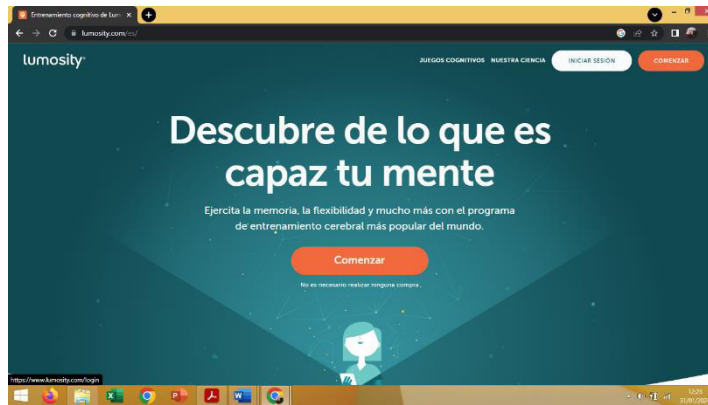 Entrenamiento cognitivo de Lum
lumosity.com/es/
lumosity
JUEGOS COGNITIVOS NUESTRA CIENCIA INICIAR SESIÓN COMENZAR
Descubre de lo que es
capaz tu mente
Ejercita la memoria, la flexibilidad y mucho más con el programa
de entrenamiento cerebral más popular del mundo.
Comenzar
No es necesario realizar ninguna compra.
https://www.lumosity.com/login
12:25